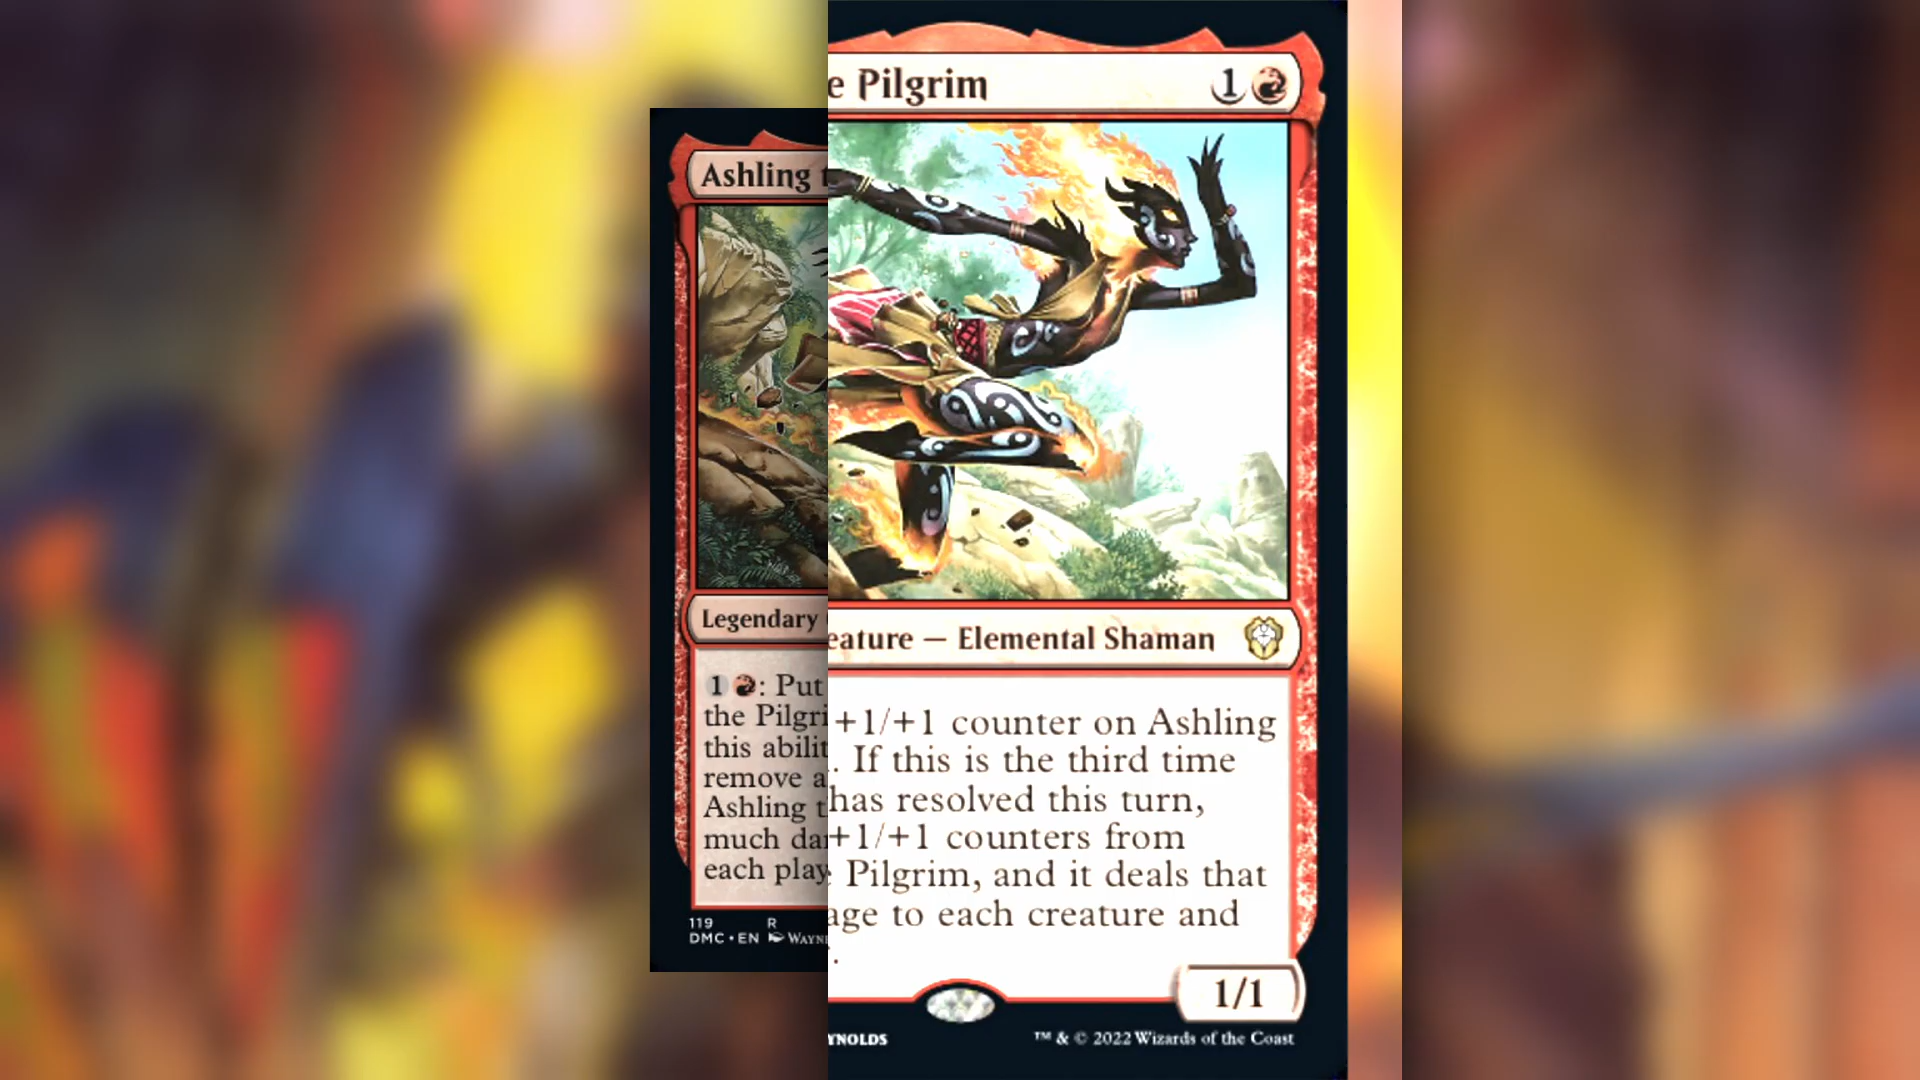 Ashling t
Legendary
1 : Put
the Pilgri
this abilit
remove a
Ashling t
much da
each play
119 R
DMC • EN WAYN
e Pilgrim 1
eature — Elemental Shaman
+1/+1 counter on Ashling
. If this is the third time
has resolved this turn,
+1/+1 counters from
Pilgrim, and it deals that
age to each creature and
.
1/1
YNOLDS ™ & © 2022 Wizards of the Coast